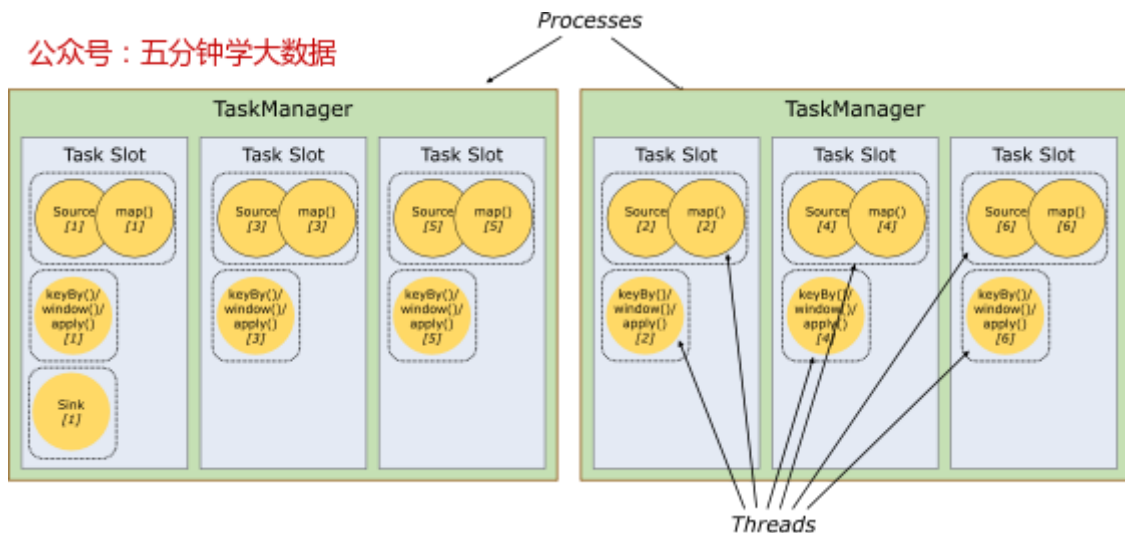 Processes
公众号：五分钟学大数据
TaskManager
Task Slot
Source
[1]
map()
[1]
keyBy()/
window()/
apply()
[1]
Sink
[1]
Task Slot
Source
[3]
map()
[3]
keyBy()/
window()/
apply()
[3]
Task Slot
Source
[5]
map()
[5]
keyBy()/
window()/
apply()
[5]
TaskManager
Task Slot
Source
[2]
map()
[2]
keyBy()/
window()/
apply()
[2]
Task Slot
Source
[4]
map()
[4]
keyBy()/
window()/
apply()
[4]
Task Slot
Source
[6]
map()
[6]
keyBy()/
window()/
apply()
[6]
Threads